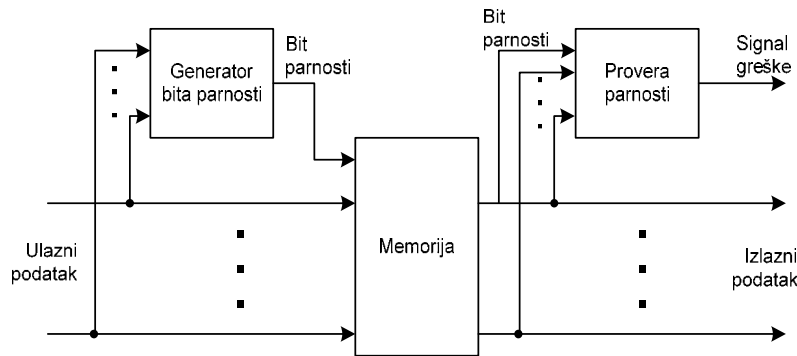 Generator
bita parnosti
Bit
parnosti
Bit
parnosti
Provera
parnosti
Signal
greške
Memorija
Ulazni
podatak
Izlazni
podatak